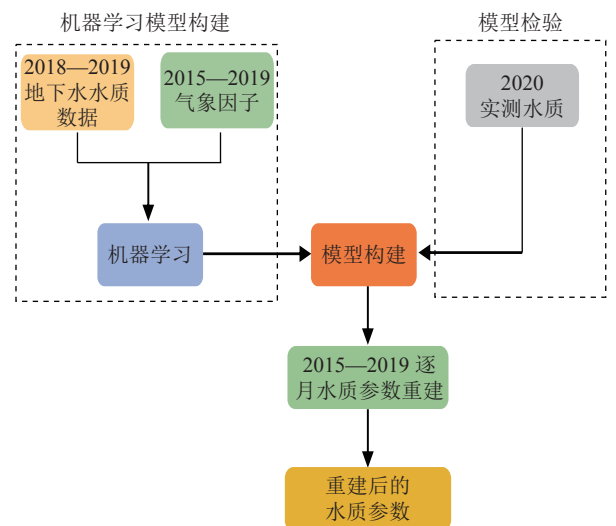 机器学习模型构建
模型检验
2018—2019
地下水水质
数据
2015—2019
气象因子
2020
实测水质
机器学习
模型构建
2015—2019 逐
月水质参数重建
重建后的
水质参数